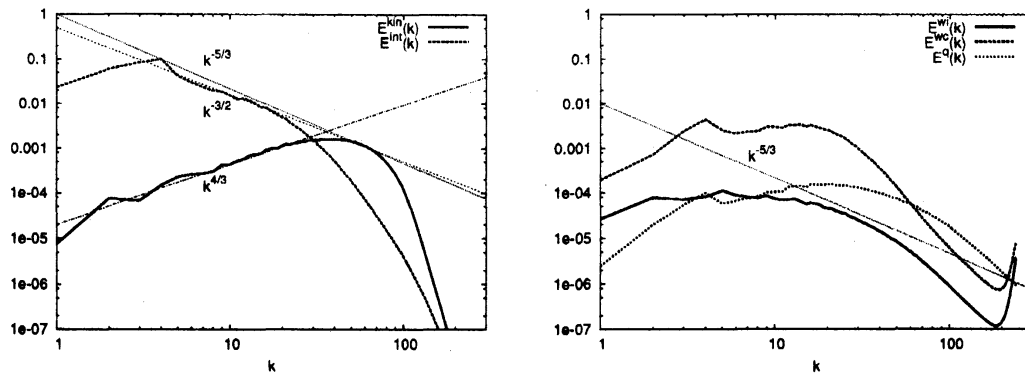 E^kin(k)
E^int(k)
1
0.1
0.01
0.001
1e-04
1e-05
1e-06
1e-07
k^-5/3
k^-3/2
k^4/3
1
10
100
k
E^wi(k)
E^wc(k)
E^q(k)
1
0.1
0.01
0.001
1e-04
1e-05
1e-06
1e-07
k^-5/3
1
10
100
k